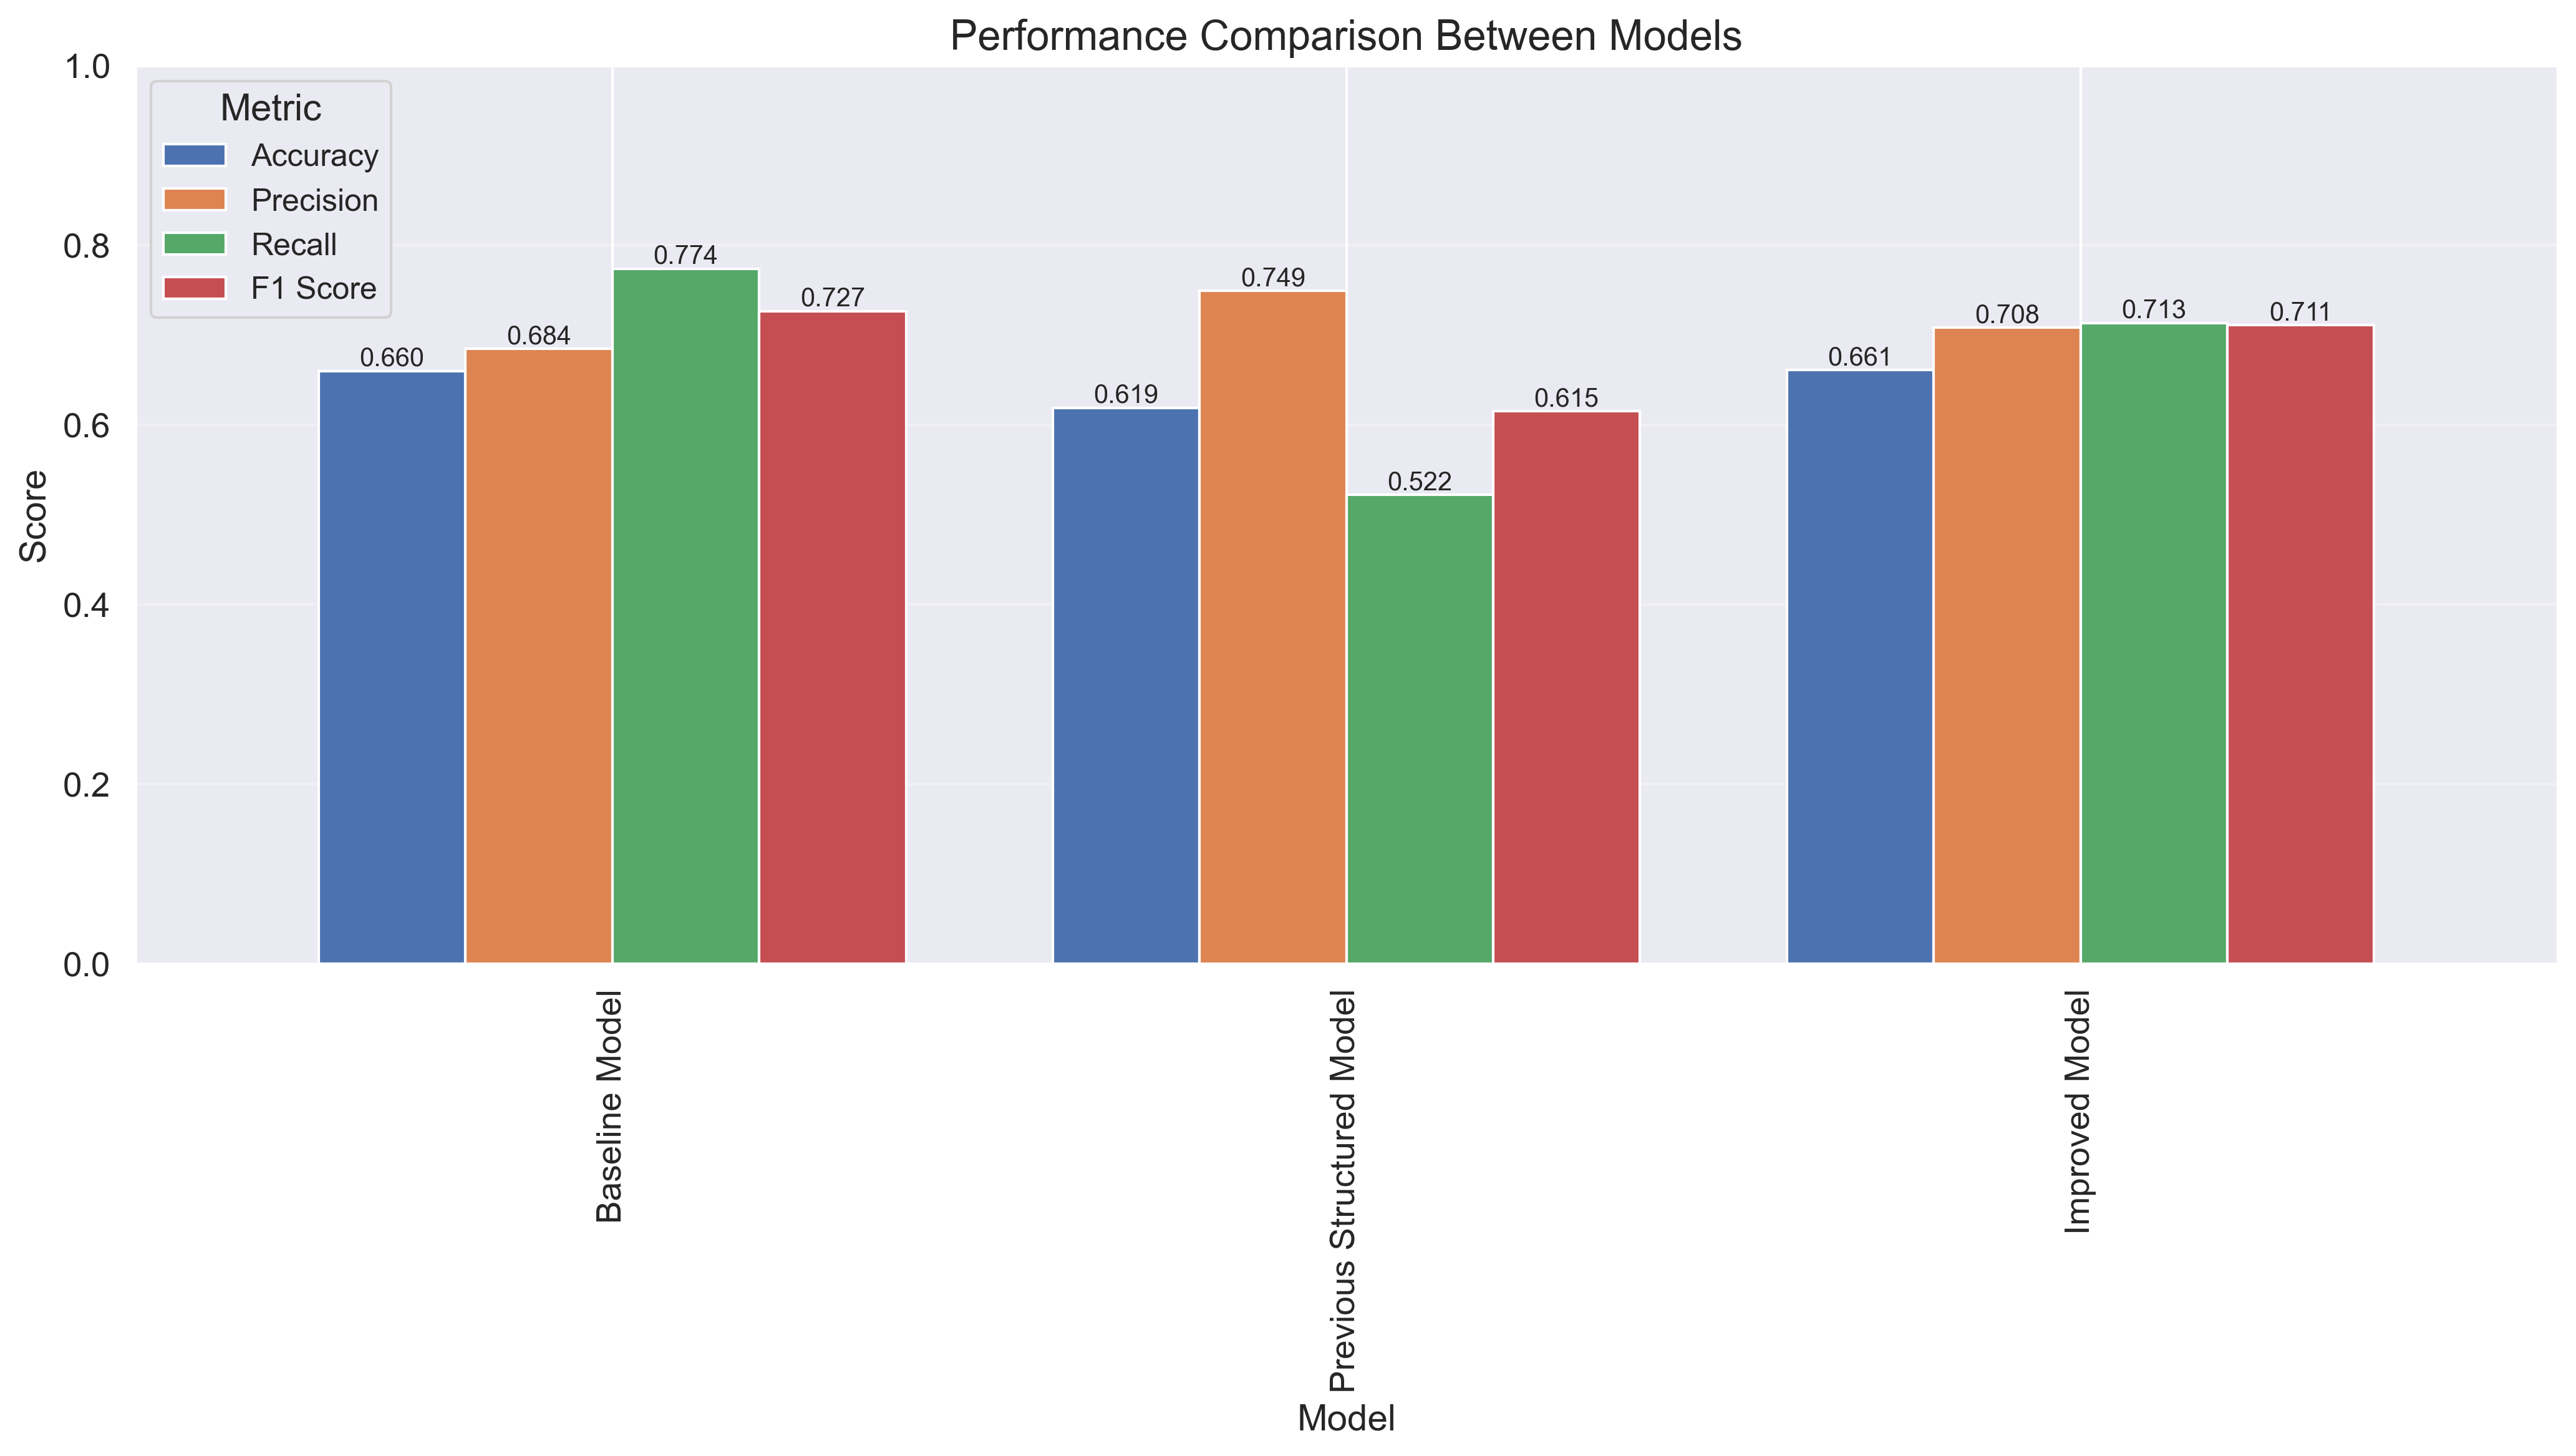 Performance Comparison Between Models
1.0
0.8
0.6
0.4
0.2
0.0
Score
Metric
Accuracy
Precision
Recall
F1 Score
0.660
0.684
0.774
0.727
0.619
0.749
0.522
0.615
0.661
0.708
0.713
0.711
Baseline Model
Previous Structured Model
Improved Model
Model